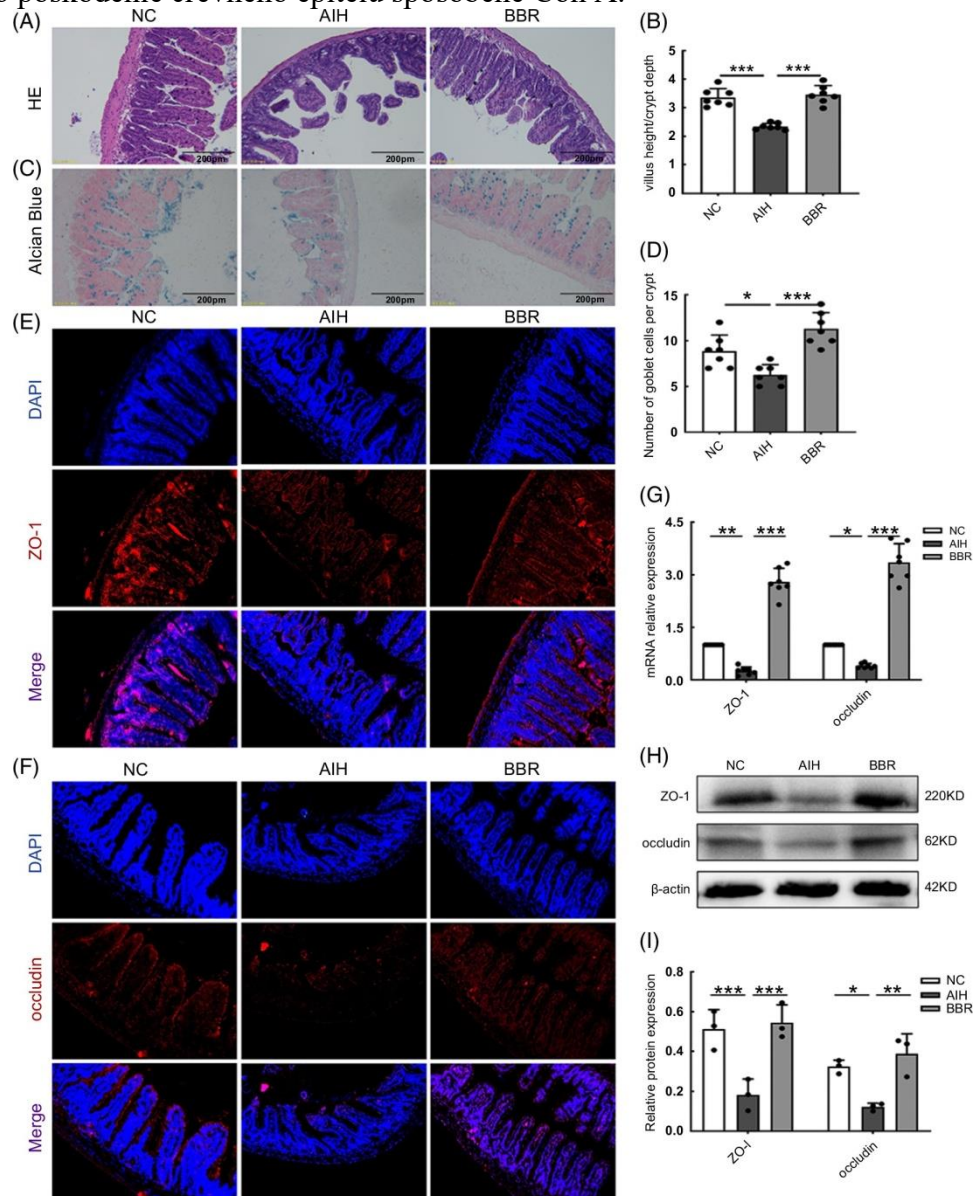 poškodenie črevného epitelu spôsobené Con A.
(A) NC AIH BBR
HE
200pm 200pm 200pm
(B)
villus height/crypt depth
5
4
3
2
1
0
*** ***
NC AIH BBR
(C)
Alcian Blue
200pm 200pm 200pm
(D)
Number of goblet cells per crypt
15
10
5
0
* ***
NC AIH BBR
(E) NC AIH BBR
DAPI
ZO-1
Merge
(F) NC AIH BBR
DAPI
occludin
Merge
(G)
mRNA relative expression
4.5
3.0
1.5
0.0
** *** * ***
NC
AIH
BBR
ZO-1 occludin
(H)
NC AIH BBR
ZO-1 220KD
occludin 62KD
β-actin 42KD
(I)
Relative protein expression
0.8
0.6
0.4
0.2
0.0
*** *** * **
NC
AIH
BBR
ZO-I occludin